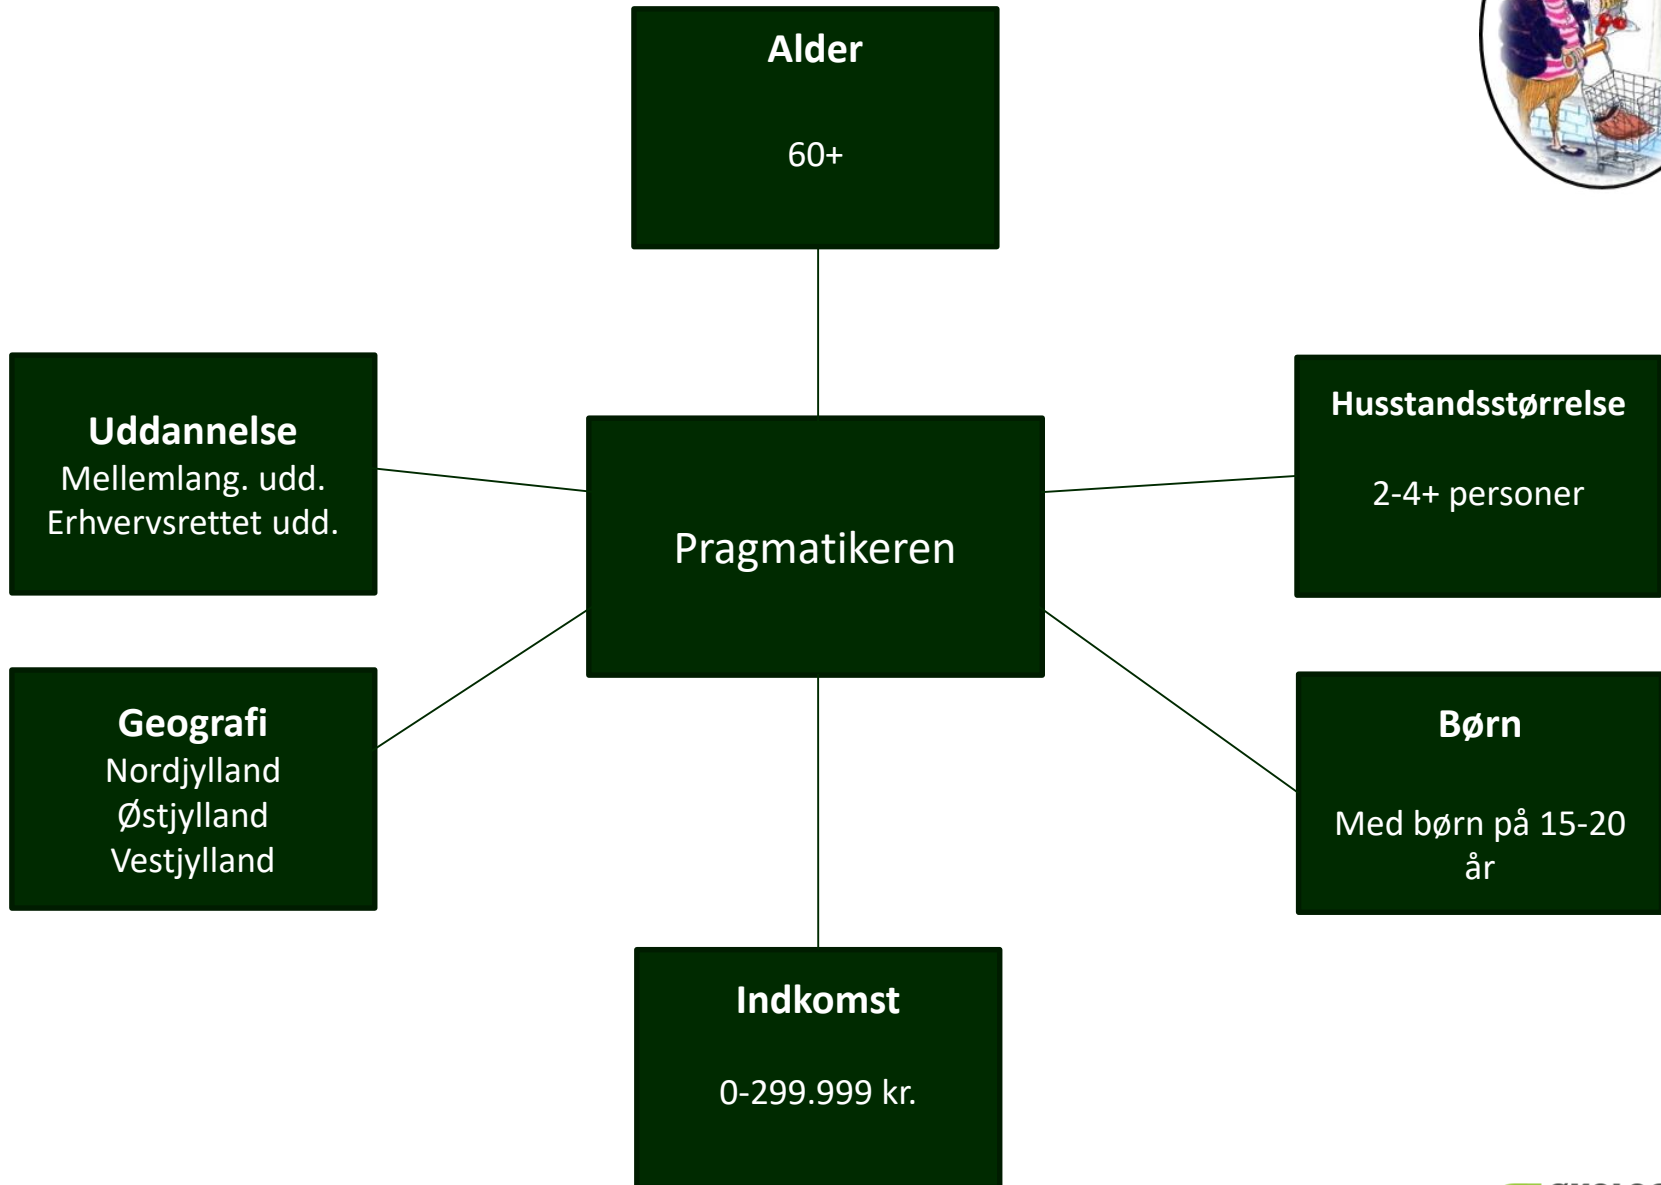 Alder
60+
Uddannelse
Mellemlang. udd.
Erhvervsrettet udd.
Husstandsstørrelse
2-4+ personer
Pragmatikeren
Geografi
Nordjylland
Østjylland
Vestjylland
Børn
Med børn på 15-20
år
Indkomst
0-299.999 kr.